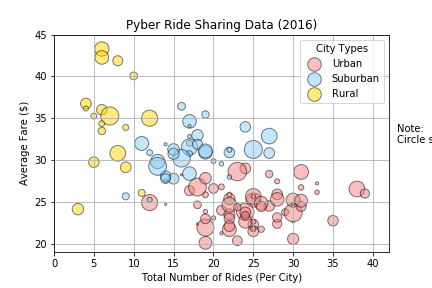 Pyber Ride Sharing Data (2016)
45
40
35
30
25
20
Average Fare ($)
City Types
Urban
Suburban
Rural
Note:
Circle
0
5
10
15
20
25
30
35
40
Total Number of Rides (Per City)